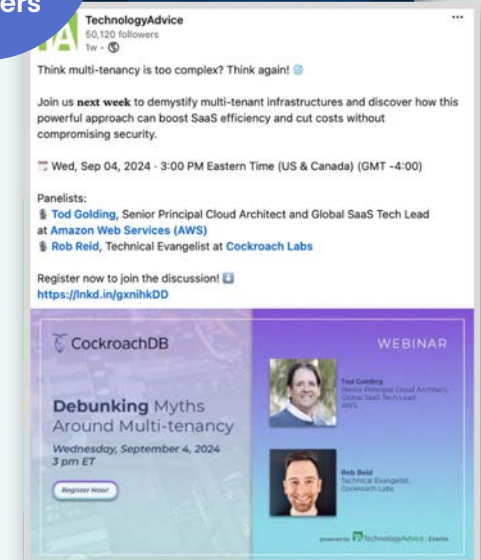 ers
TechnologyAdvice
50,120 followers
1w •
Think multi-tenancy is too complex? Think again!
Join us next week to demystify multi-tenant infrastructures and discover how this
powerful approach can boost SaaS efficiency and cut costs without
compromising security.
Wed, Sep 04, 2024 · 3:00 PM Eastern Time (US & Canada) (GMT -4:00)
Panelists:
Tod Golding, Senior Principal Cloud Architect and Global SaaS Tech Lead
at Amazon Web Services (AWS)
Rob Reid, Technical Evangelist at Cockroach Labs
Register now to join the discussion!
https://lnkd.in/gxnihkDD
CockroachDB
WEBINAR
Debunking Myths
Around Multi-tenancy
Wednesday, September 4, 2024
3 pm ET
Register Now!
Tod Golding
Senior Principal Cloud Architect,
Global SaaS Tech Lead,
AWS
Rob Reid
Technical Evangelist,
Cockroach Labs
powered by TechnologyAdvice | Events